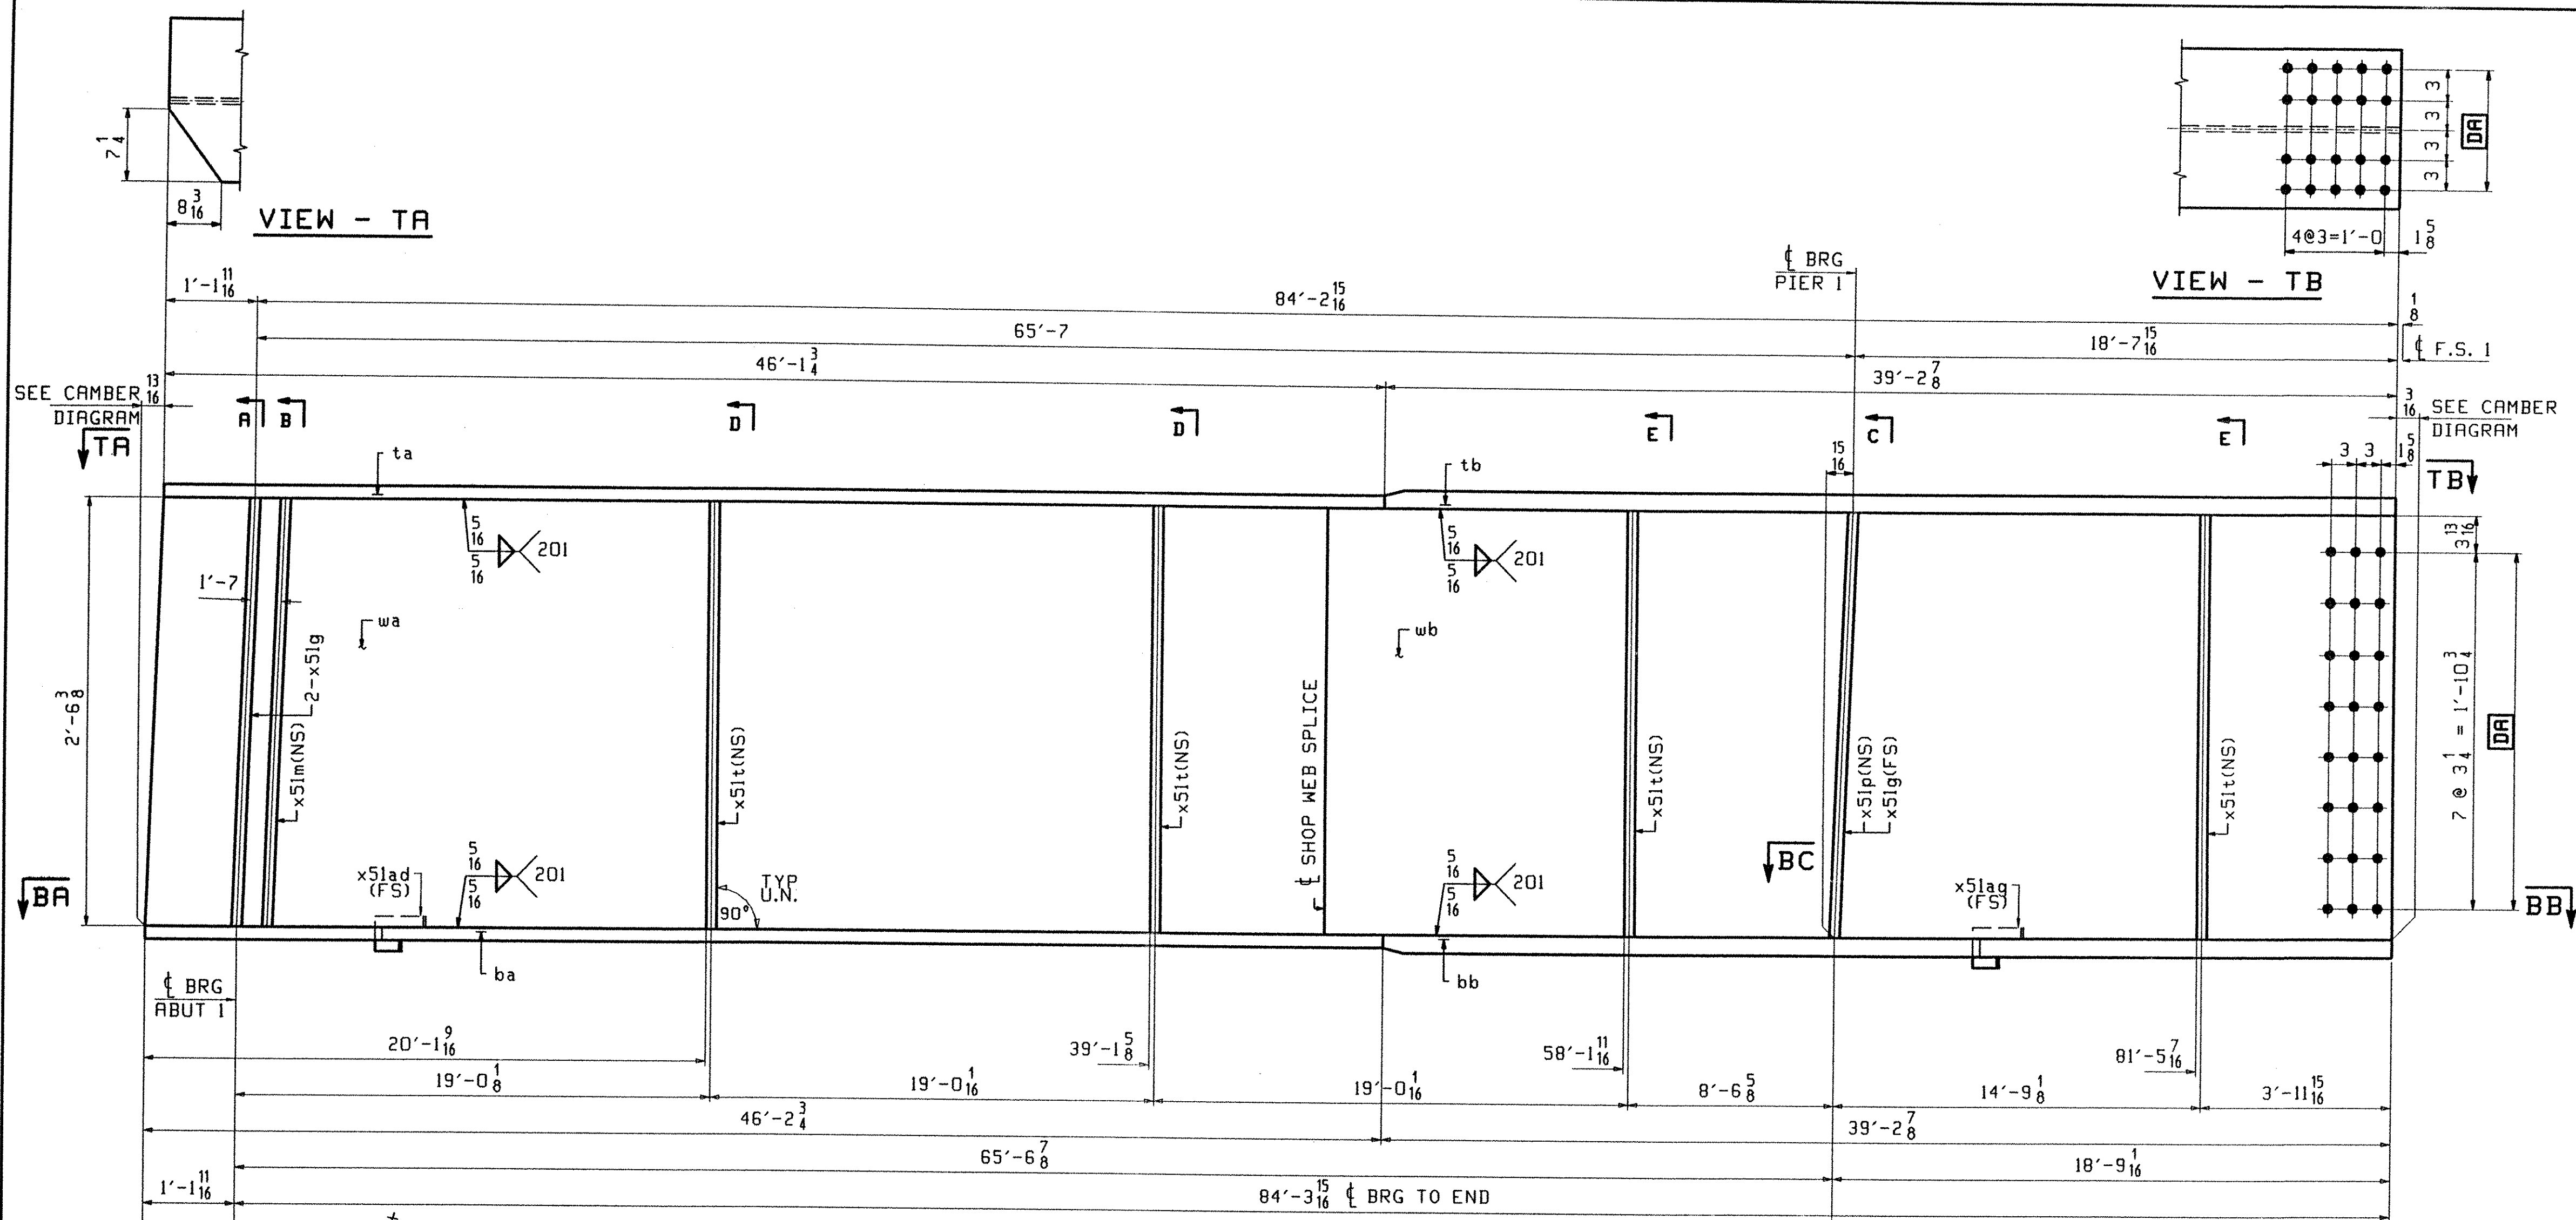 7 1/4
8 3/16
VIEW - TA
3
3
3
3
DA
4@3=1'-0
1 5/8
VIEW - TB
℄ BRG
PIER 1
1'-1 11/16
84'-2 15/16
1/8
65'-7
18'-7 15/16
℄ F.S. 1
46'-1 3/4
39'-2 7/8
SEE CAMBER
DIAGRAM
13/16
3/16
SEE CAMBER
DIAGRAM
TA
A
B
D
D
E
C
E
TB
15/16
3
3
1 5/8
ta
tb
5/16
5/16
201
5/16
5/16
201
3 13/16
1'-7
wa
wb
2-x51g
2'-6 3/8
x51m(NS)
x51t(NS)
x51t(NS)
℄ SHOP WEB SPLICE
x51t(NS)
x51p(NS)
x51g(FS)
x51t(NS)
7 @ 3 1/4 = 1'-10 3/4
DA
BA
x51ad
(FS)
5/16
5/16
201
TYP
U.N.
90°
5/16
5/16
201
BC
x51ag
(FS)
BB
ba
bb
℄ BRG
ABUT 1
20'-1 9/16
39'-1 5/8
58'-1 11/16
81'-5 7/16
19'-0 1/8
19'-0 1/16
19'-0 1/16
8'-6 5/8
14'-9 1/8
3'-11 15/16
46'-2 3/4
39'-2 7/8
65'-6 7/8
18'-9 1/16
1'-1 11/16
84'-3 15/16 ℄ BRG TO END